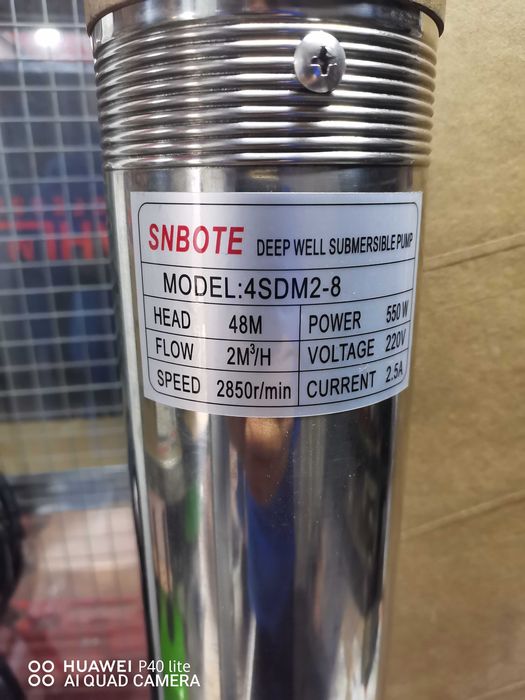 SNBOTE DEEP WELL SUBMERSIBLE PUMP
MODEL:4SDM2-8
HEAD 48M POWER 550W
FLOW 2M³/H VOLTAGE 220V
SPEED 2850r/min CURRENT 2.5A
HUAWEI P40 lite
AI QUAD CAMERA